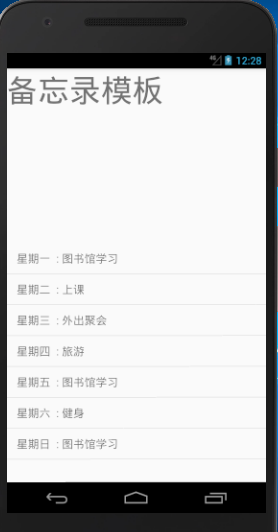 4G 12:28
备忘录模板
星期一 : 图书馆学习
星期二 : 上课
星期三 : 外出聚会
星期四 : 旅游
星期五 : 图书馆学习
星期六 : 健身
星期日 : 图书馆学习